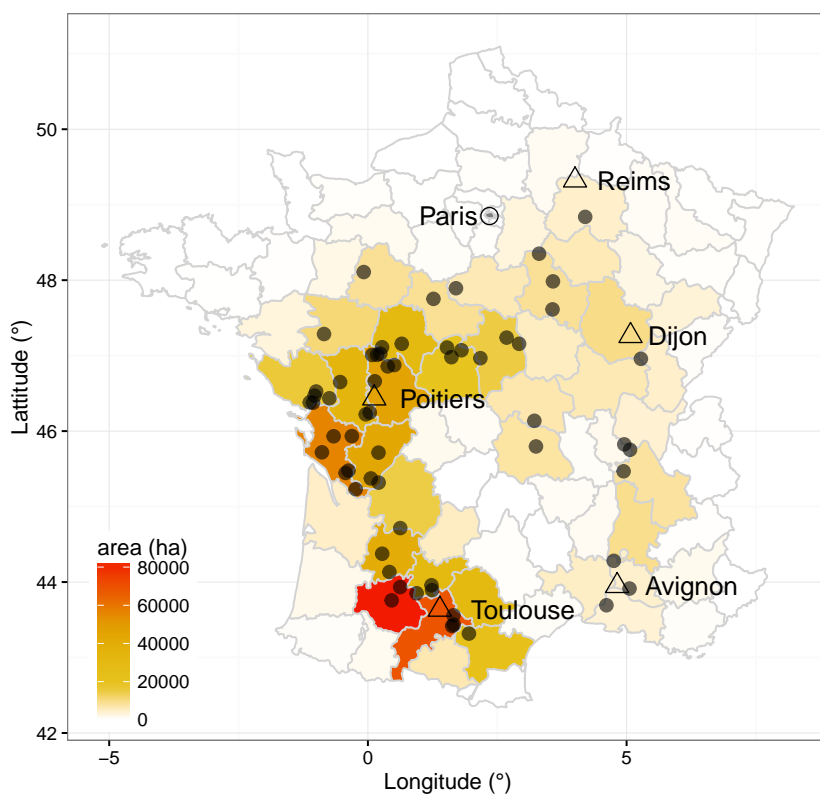 50
Reims
Paris
48
Dijon
Poitiers
46
Lattitude (°)
area (ha)
80000
60000
40000
20000
0
44
Avignon
Toulouse
42
−5
0
5
Longitude (°)